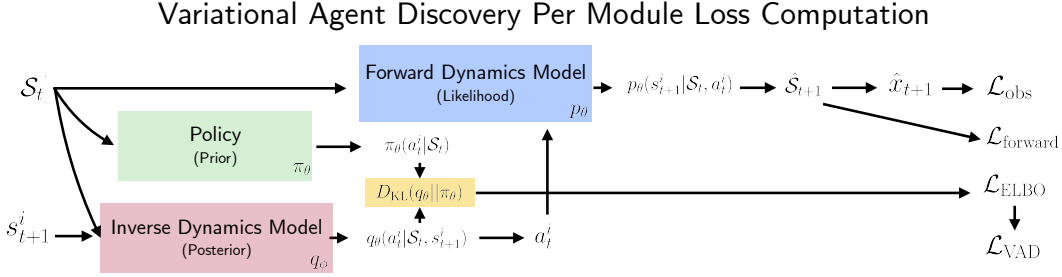 Variational Agent Discovery Per Module Loss Computation
𝒮_t
Forward Dynamics Model
(Likelihood)
p_θ
p_θ(s^i_{t+1}|𝒮_t, a^i_t)
𝒮̂_{t+1}
x̂_{t+1}
ℒ_obs
ℒ_forward
Policy
(Prior)
π_θ
π_θ(a^i_t|𝒮_t)
D_KL(q_θ||π_θ)
ℒ_ELBO
s^i_{t+1}
Inverse Dynamics Model
(Posterior)
q_φ
q_θ(a^i_t|𝒮_t, s^i_{t+1})
a^i_t
ℒ_VAD